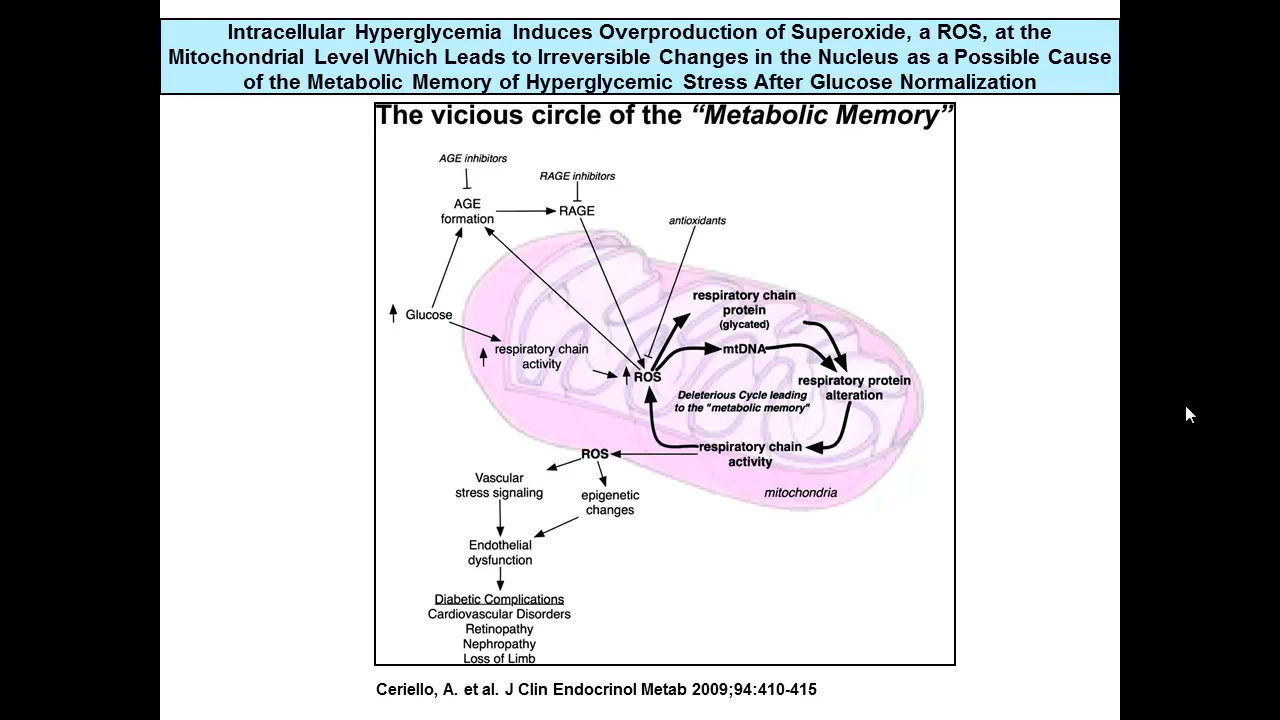 Intracellular Hyperglycemia Induces Overproduction of Superoxide, a ROS, at the
Mitochondrial Level Which Leads to Irreversible Changes in the Nucleus as a Possible Cause
of the Metabolic Memory of Hyperglycemic Stress After Glucose Normalization
The vicious circle of the “Metabolic Memory”
AGE inhibitors
RAGE inhibitors
AGE
formation
RAGE
antioxidants
Glucose
respiratory chain
activity
ROS
respiratory chain
protein
(glycated)
mtDNA
respiratory protein
alteration
Deleterious Cycle leading
to the "metabolic memory"
respiratory chain
activity
mitochondria
ROS
Vascular
stress signaling
epigenetic
changes
Endothelial
dysfunction
Diabetic Complications
Cardiovascular Disorders
Retinopathy
Nephropathy
Loss of Limb
Ceriello, A. et al. J Clin Endocrinol Metab 2009;94:410-415